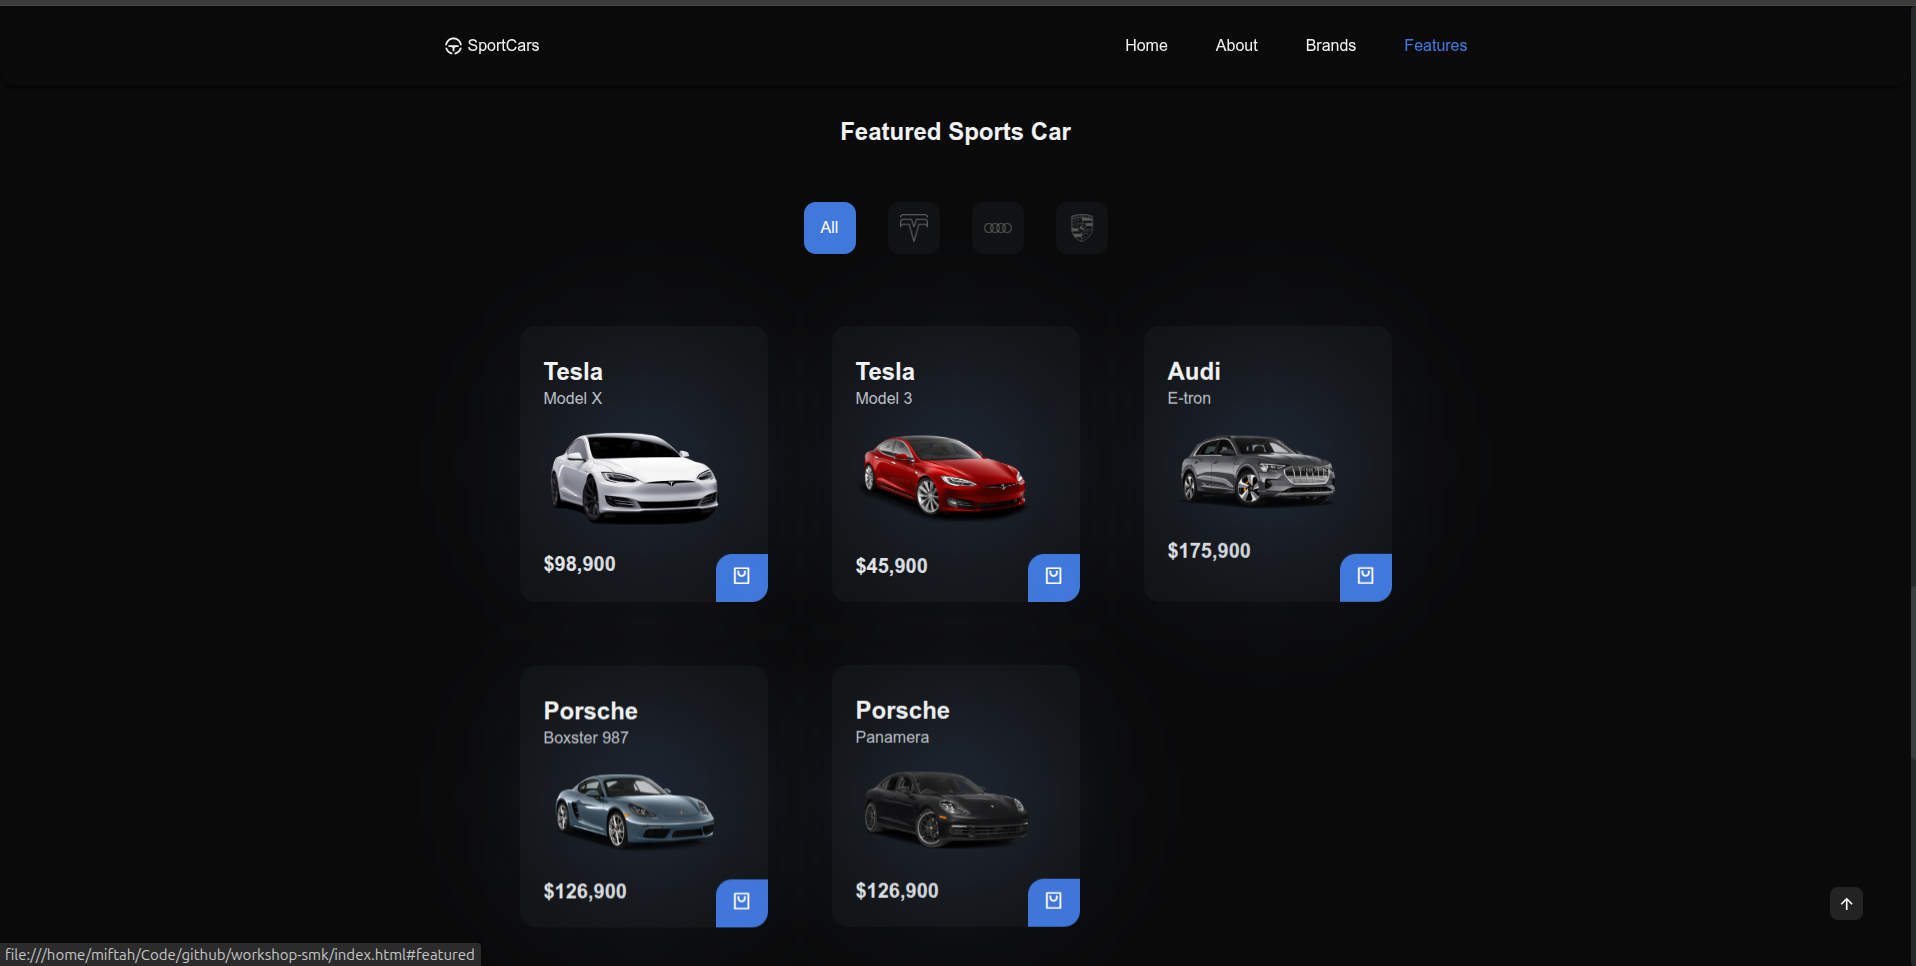 SportCars
Home
About
Brands
Features
Featured Sports Car
All
Tesla
Model X
$98,900
Tesla
Model 3
$45,900
Audi
E-tron
$175,900
Porsche
Boxster 987
$126,900
Porsche
Panamera
$126,900
file:///home/miftah/Code/github/workshop-smk/index.html#featured